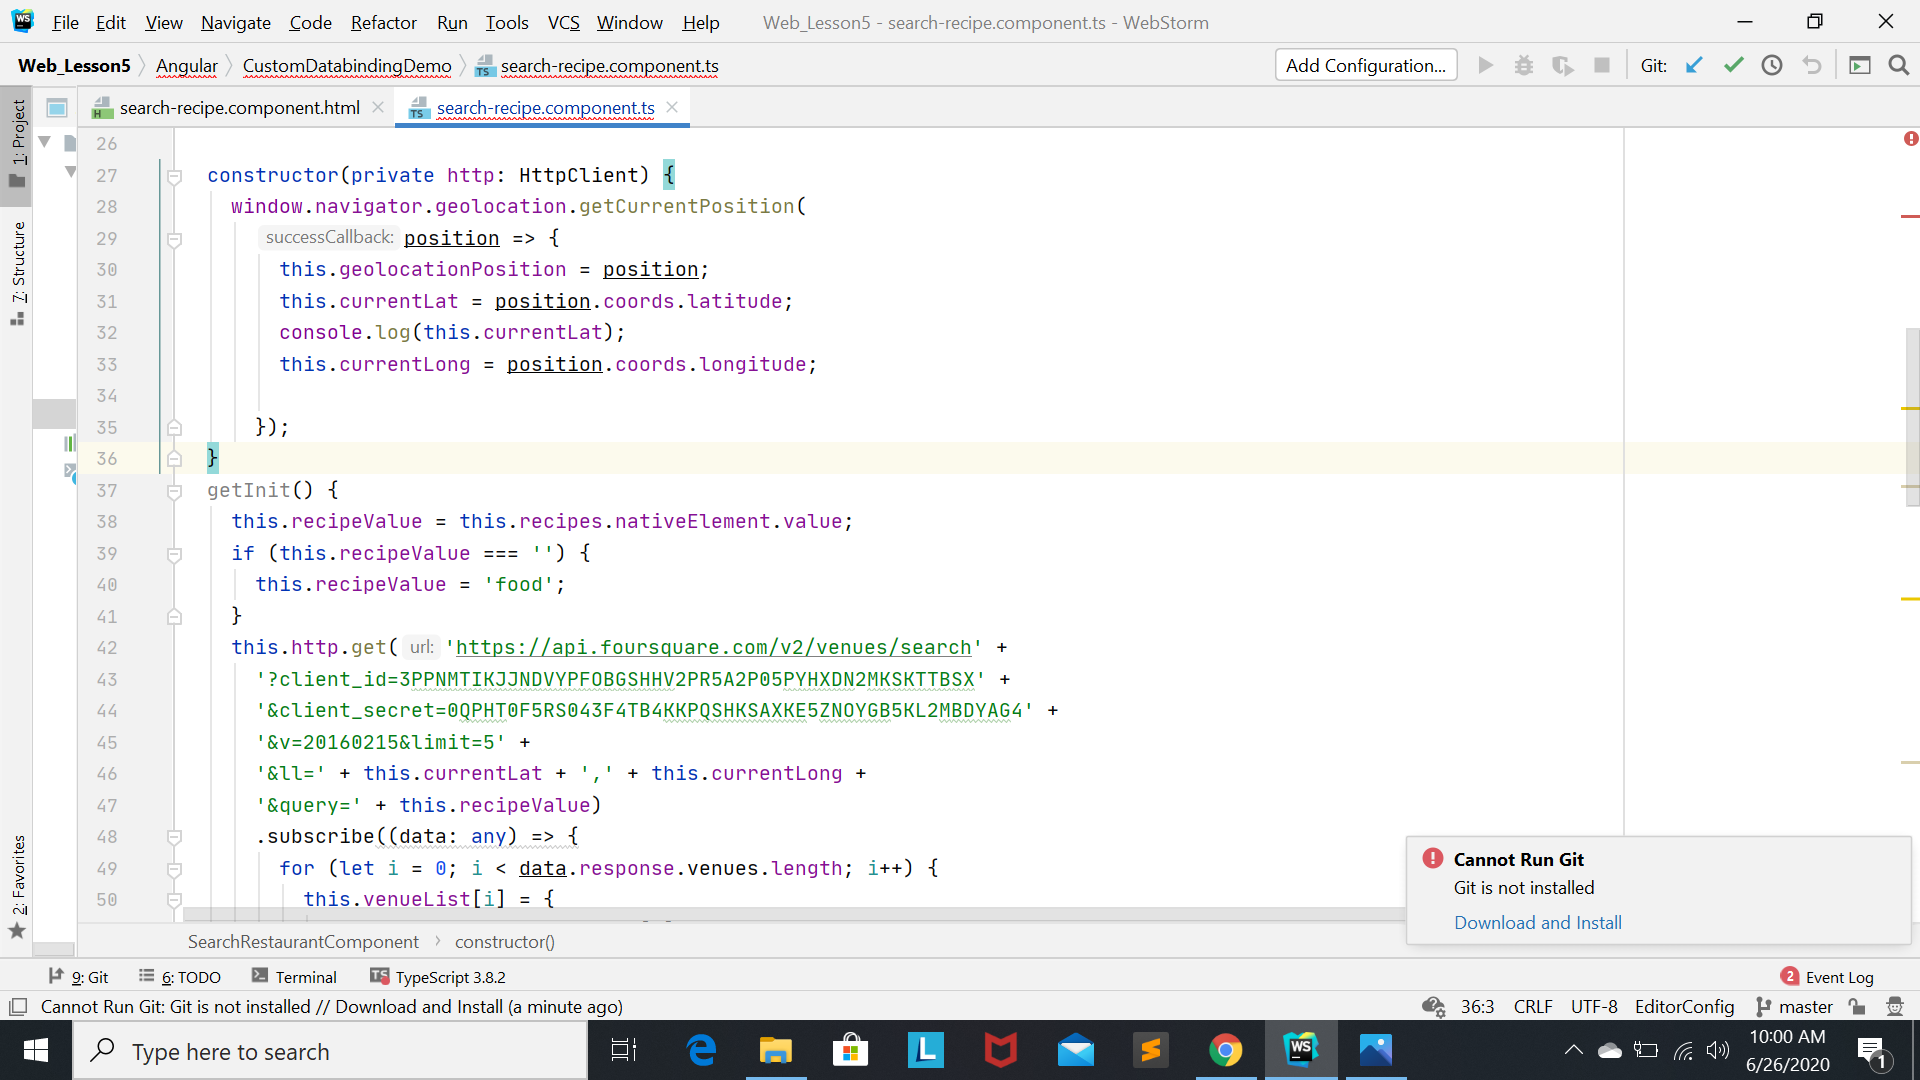 File Edit View Navigate Code Refactor Run Tools VCS Window Help Web_Lesson5 - search-recipe.component.ts - WebStorm
Web_Lesson5 Angular CustomDatabindingDemo search-recipe.component.ts Add Configuration... Git:
search-recipe.component.html search-recipe.component.ts
1: Project
7: Structure
2: Favorites
26
27 constructor(private http: HttpClient) {
28 window.navigator.geolocation.getCurrentPosition(
29 successCallback: position => {
30 this.geolocationPosition = position;
31 this.currentLat = position.coords.latitude;
32 console.log(this.currentLat);
33 this.currentLong = position.coords.longitude;
34
35 });
36 }
37 getInit() {
38 this.recipeValue = this.recipes.nativeElement.value;
39 if (this.recipeValue === '') {
40 this.recipeValue = 'food';
41 }
42 this.http.get( url: 'https://api.foursquare.com/v2/venues/search' +
43 '?client_id=3PPNMTIKJJNDVYPFOBGSHHV2PR5A2P05PYHXDN2MKSKTTBSX' +
44 '&client_secret=0QPHT0F5RS043F4TB4KKPQSHKSAXKE5ZNOYGB5KL2MBDYAG4' +
45 '&v=20160215&limit=5' +
46 '&ll=' + this.currentLat + ',' + this.currentLong +
47 '&query=' + this.recipeValue)
48 .subscribe((data: any) => {
49 for (let i = 0; i < data.response.venues.length; i++) {
50 this.venueList[i] = {
Cannot Run Git
Git is not installed
Download and Install
SearchRestaurantComponent › constructor()
9: Git 6: TODO Terminal TypeScript 3.8.2 2 Event Log
Cannot Run Git: Git is not installed // Download and Install (a minute ago) 36:3 CRLF UTF-8 EditorConfig master
Type here to search
10:00 AM
6/26/2020
1